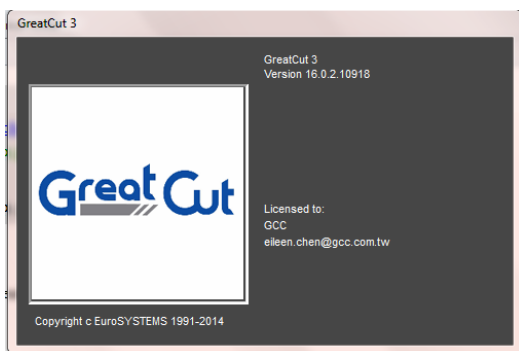 GreatCut 3
GreatCut 3
Version 16.0.2.10918
Great Cut
Licensed to:
GCC
eileen.chen@gcc.com.tw
Copyright c EuroSYSTEMS 1991-2014